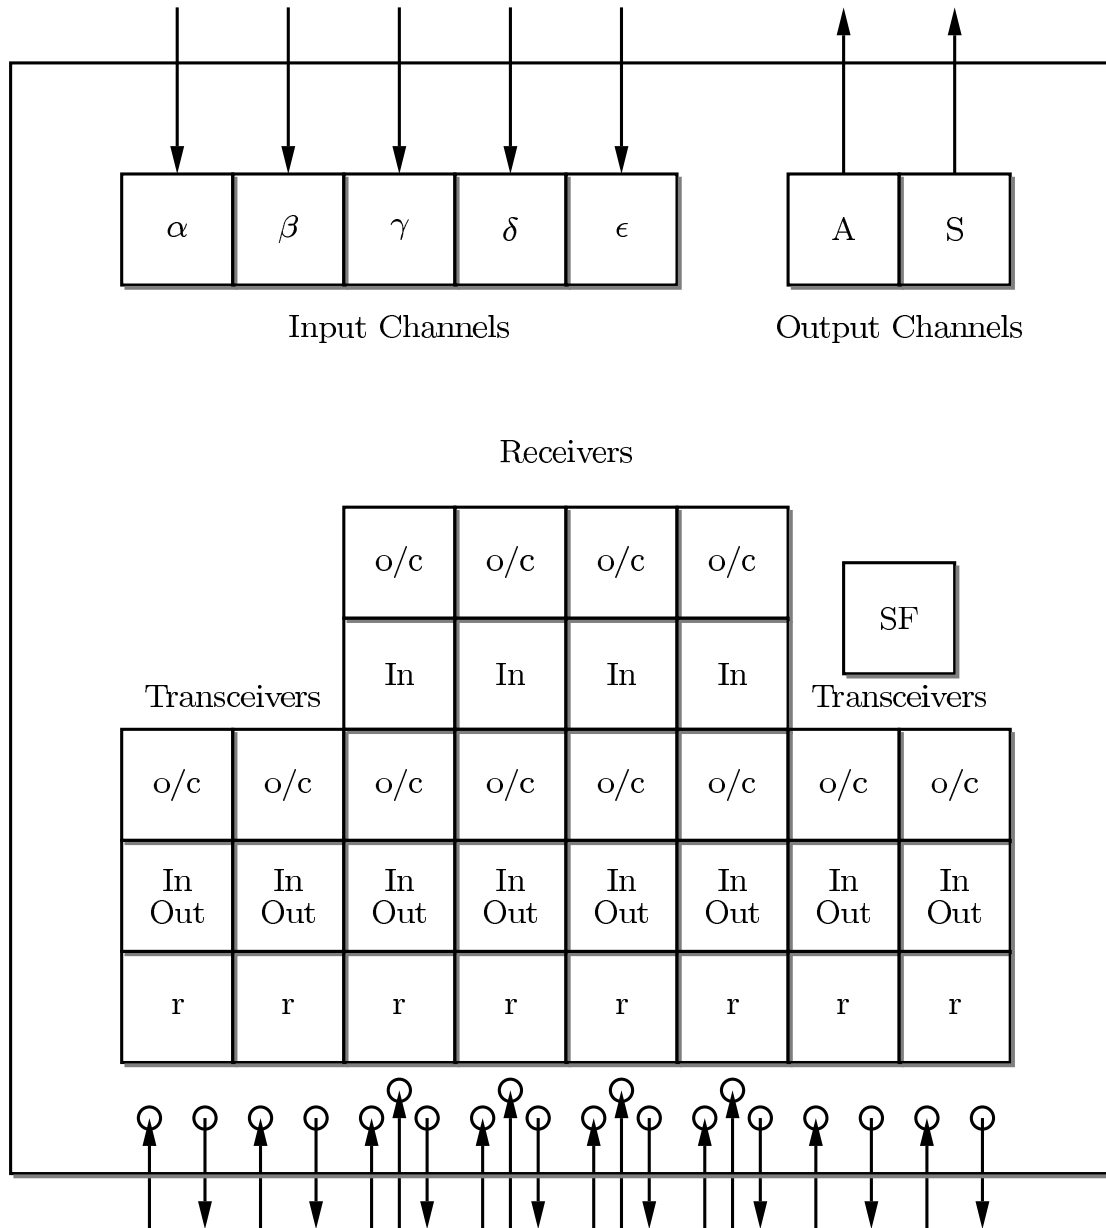 α β γ δ ϵ A S
Input Channels Output Channels
Receivers
o/c o/c o/c o/c
SF
In In In In
Transceivers Transceivers
o/c o/c o/c o/c o/c o/c o/c o/c
In In In In In In In In
Out Out Out Out Out Out Out Out
r r r r r r r r